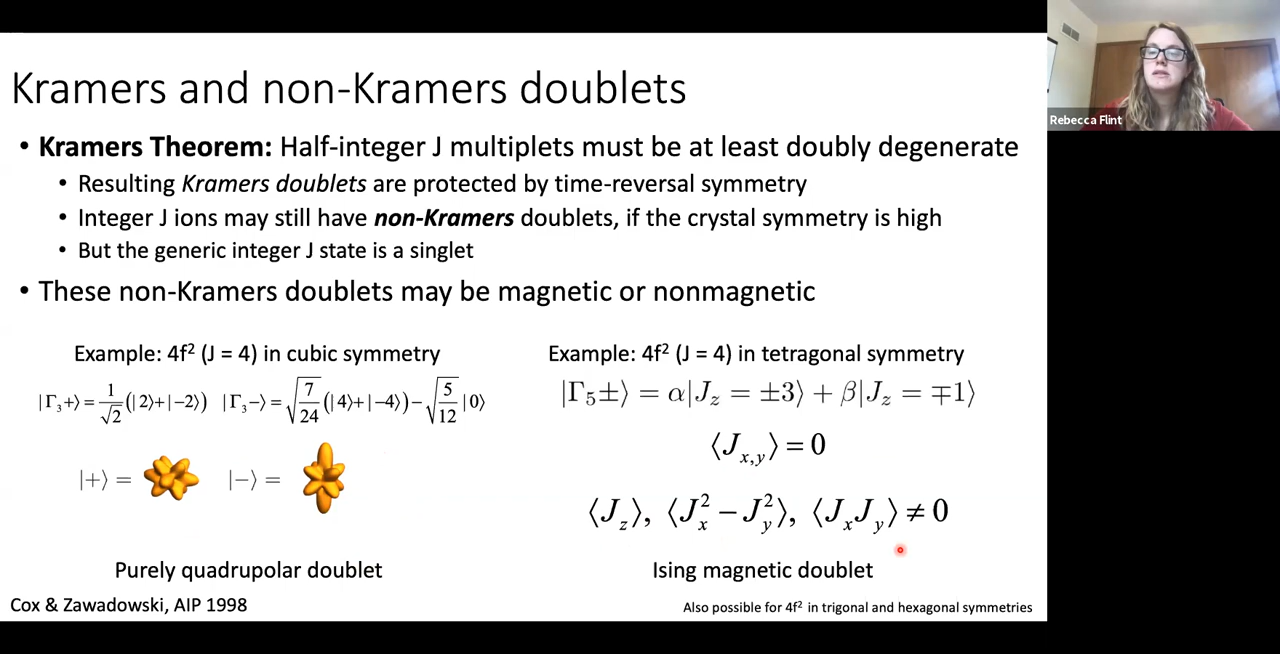 Kramers and non-Kramers doublets
Rebecca Flint
• Kramers Theorem: Half-integer J multiplets must be at least doubly degenerate
• Resulting Kramers doublets are protected by time-reversal symmetry
• Integer J ions may still have non-Kramers doublets, if the crystal symmetry is high
• But the generic integer J state is a singlet
• These non-Kramers doublets may be magnetic or nonmagnetic
Example: 4f² (J = 4) in cubic symmetry
|Γ₃+⟩ = 1/√2 (|2⟩+|−2⟩) |Γ₃−⟩ = √(7/24) (|4⟩+|−4⟩) − √(5/12) |0⟩
|+⟩ = |−⟩ =
Purely quadrupolar doublet
Example: 4f² (J = 4) in tetragonal symmetry
|Γ₅±⟩ = α|J_z = ±3⟩ + β|J_z = ∓1⟩
⟨J_x,y⟩ = 0
⟨J_z⟩, ⟨J_x² − J_y²⟩, ⟨J_x J_y⟩ ≠ 0
Ising magnetic doublet
Cox & Zawadowski, AIP 1998
Also possible for 4f² in trigonal and hexagonal symmetries